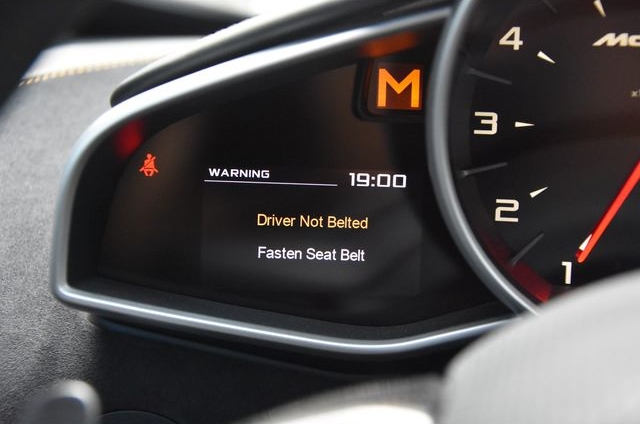 M
WARNING 19:00
Driver Not Belted
Fasten Seat Belt
4
3
2
1